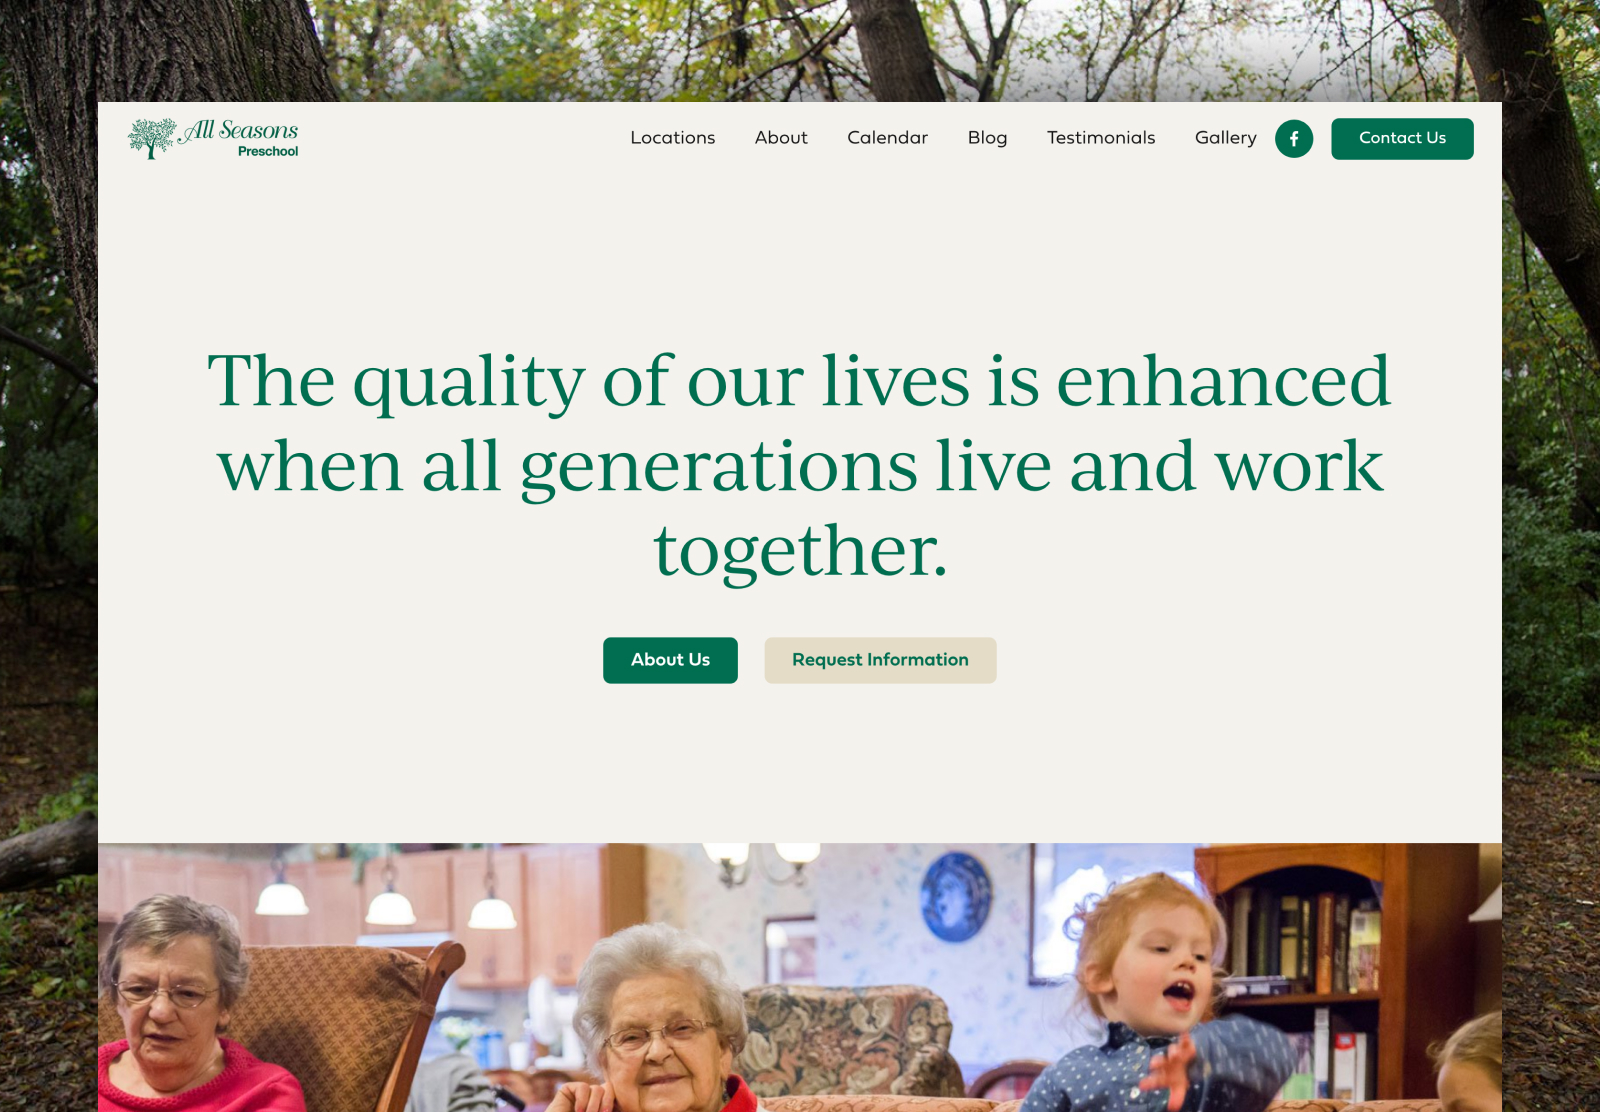 All Seasons
Preschool
Locations About Calendar Blog Testimonials Gallery Contact Us
The quality of our lives is enhanced
when all generations live and work
together.
About Us Request Information